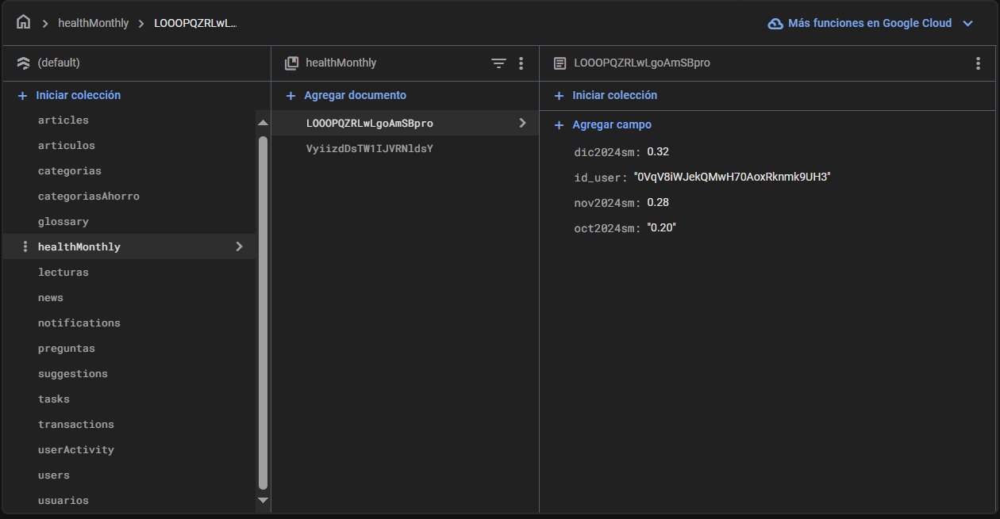 healthMonthly
LOOOPQZRLwL...
Más funciones en Google Cloud
(default)
Iniciar colección
articles
articulos
categorias
categoriasAhorro
glossary
healthMonthly
lecturas
news
notifications
preguntas
suggestions
tasks
transactions
userActivity
users
usuarios
healthMonthly
Agregar documento
LOOOPQZRLwLgoAmSBpro
VyiizdDsTW1IJVRNldsY
LOOOPQZRLwLgoAmSBpro
Iniciar colección
Agregar campo
dic2024sm: 0.32
id_user: "0VqV8iWJekQMwH70AoxRknmk9UH3"
nov2024sm: 0.28
oct2024sm: "0.20"